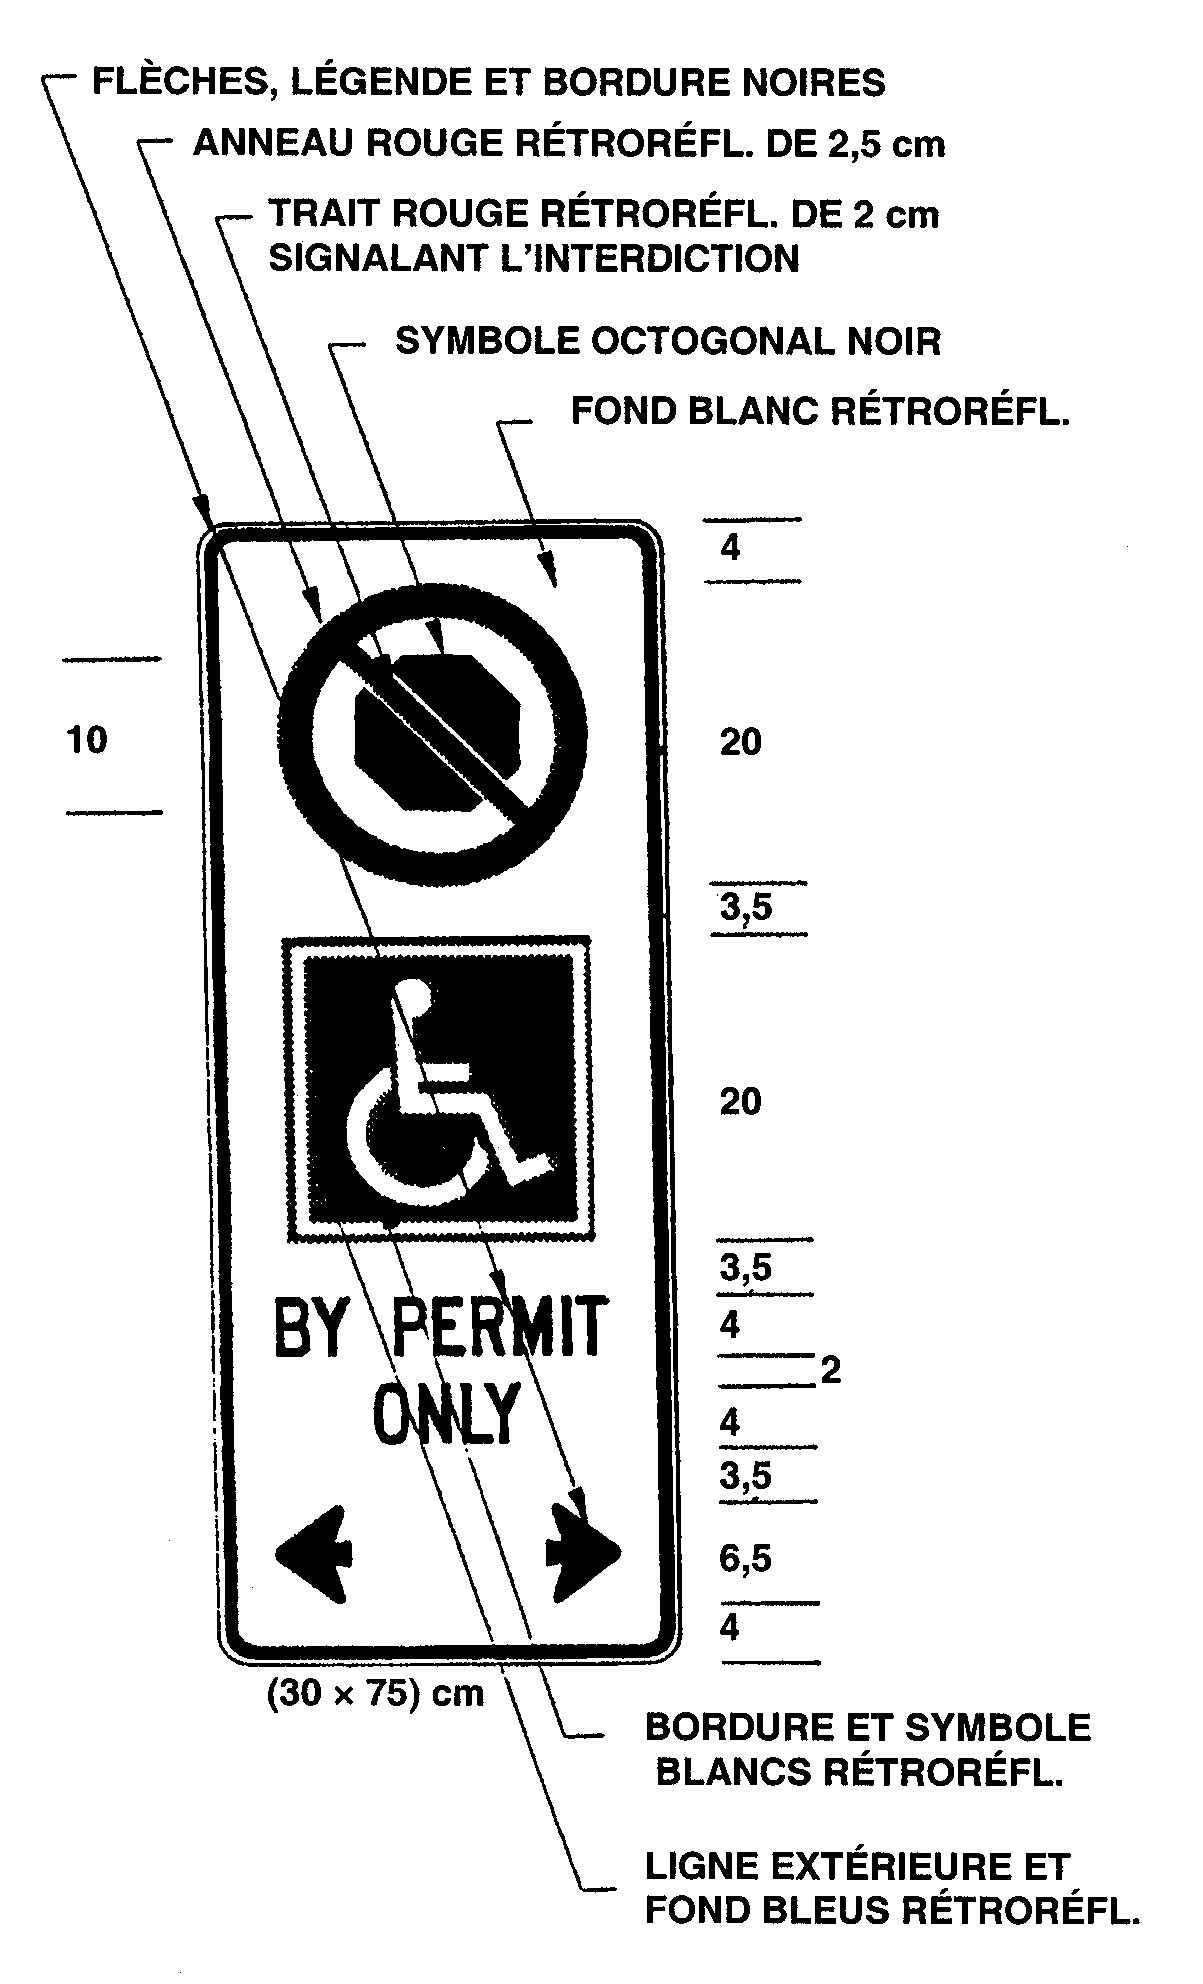 FLÈCHES, LÉGENDE ET BORDURE NOIRES
ANNEAU ROUGE RÉTRORÉFL. DE 2,5 cm
TRAIT ROUGE RÉTRORÉFL. DE 2 cm
SIGNALANT L'INTERDICTION
SYMBOLE OCTOGONAL NOIR
FOND BLANC RÉTRORÉFL.
4
10
20
3,5
20
3,5
BY PERMIT
4
2
ONLY
4
3,5
6,5
4
(30 × 75) cm
BORDURE ET SYMBOLE
BLANCS RÉTRORÉFL.
LIGNE EXTÉRIEURE ET
FOND BLEUS RÉTRORÉFL.